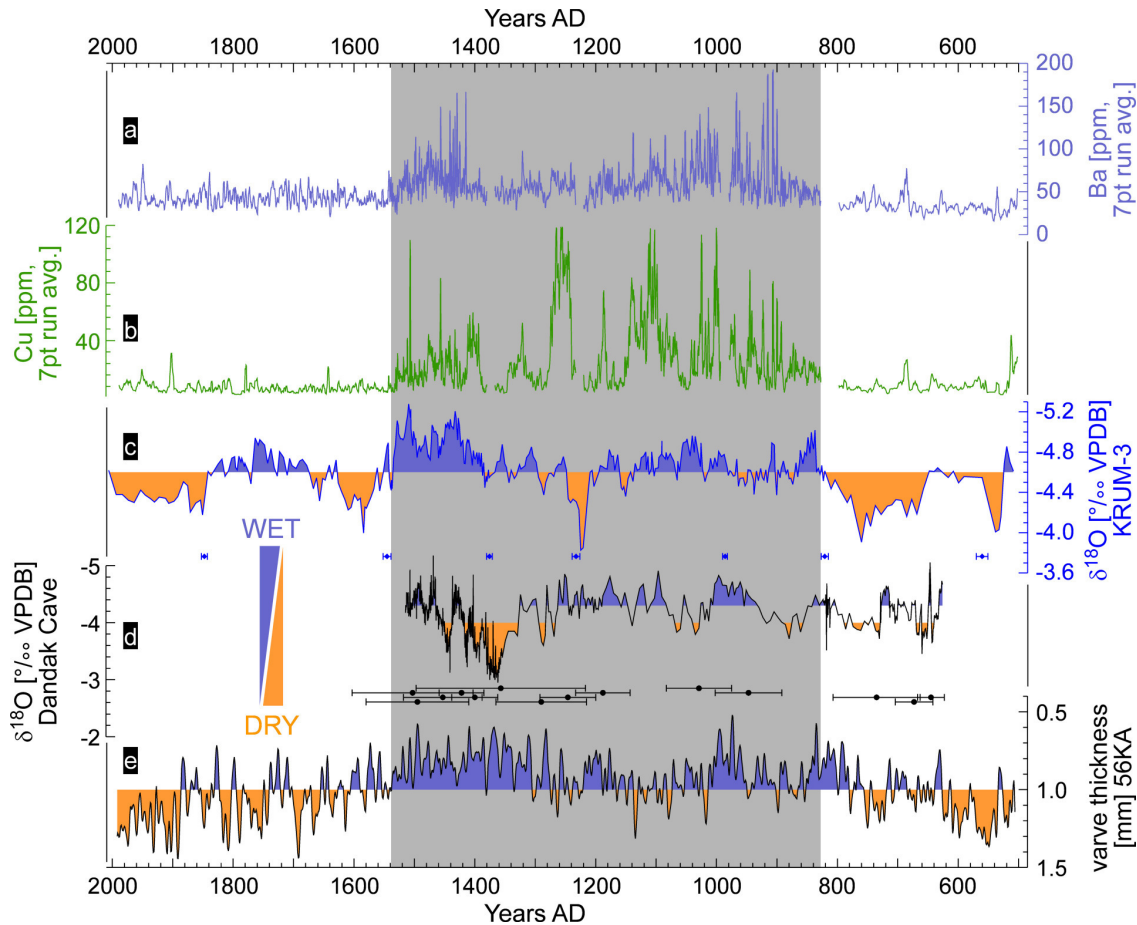 Years AD
2000 1800 1600 1400 1200 1000 800 600
a
200
150
100
50
0
Ba [ppm,
7pt run avg.]
120
80
40
Cu [ppm,
7pt run avg.]
b
c
-5.2
-4.8
-4.4
-4.0
-3.6
δ18O [°/₀₀ VPDB]
KRUM-3
WET
DRY
-5
-4
-3
-2
δ18O [°/₀₀ VPDB]
Dandak Cave
d
e
0.5
1.0
1.5
varve thickness
[mm] 56KA
2000 1800 1600 1400 1200 1000 800 600
Years AD